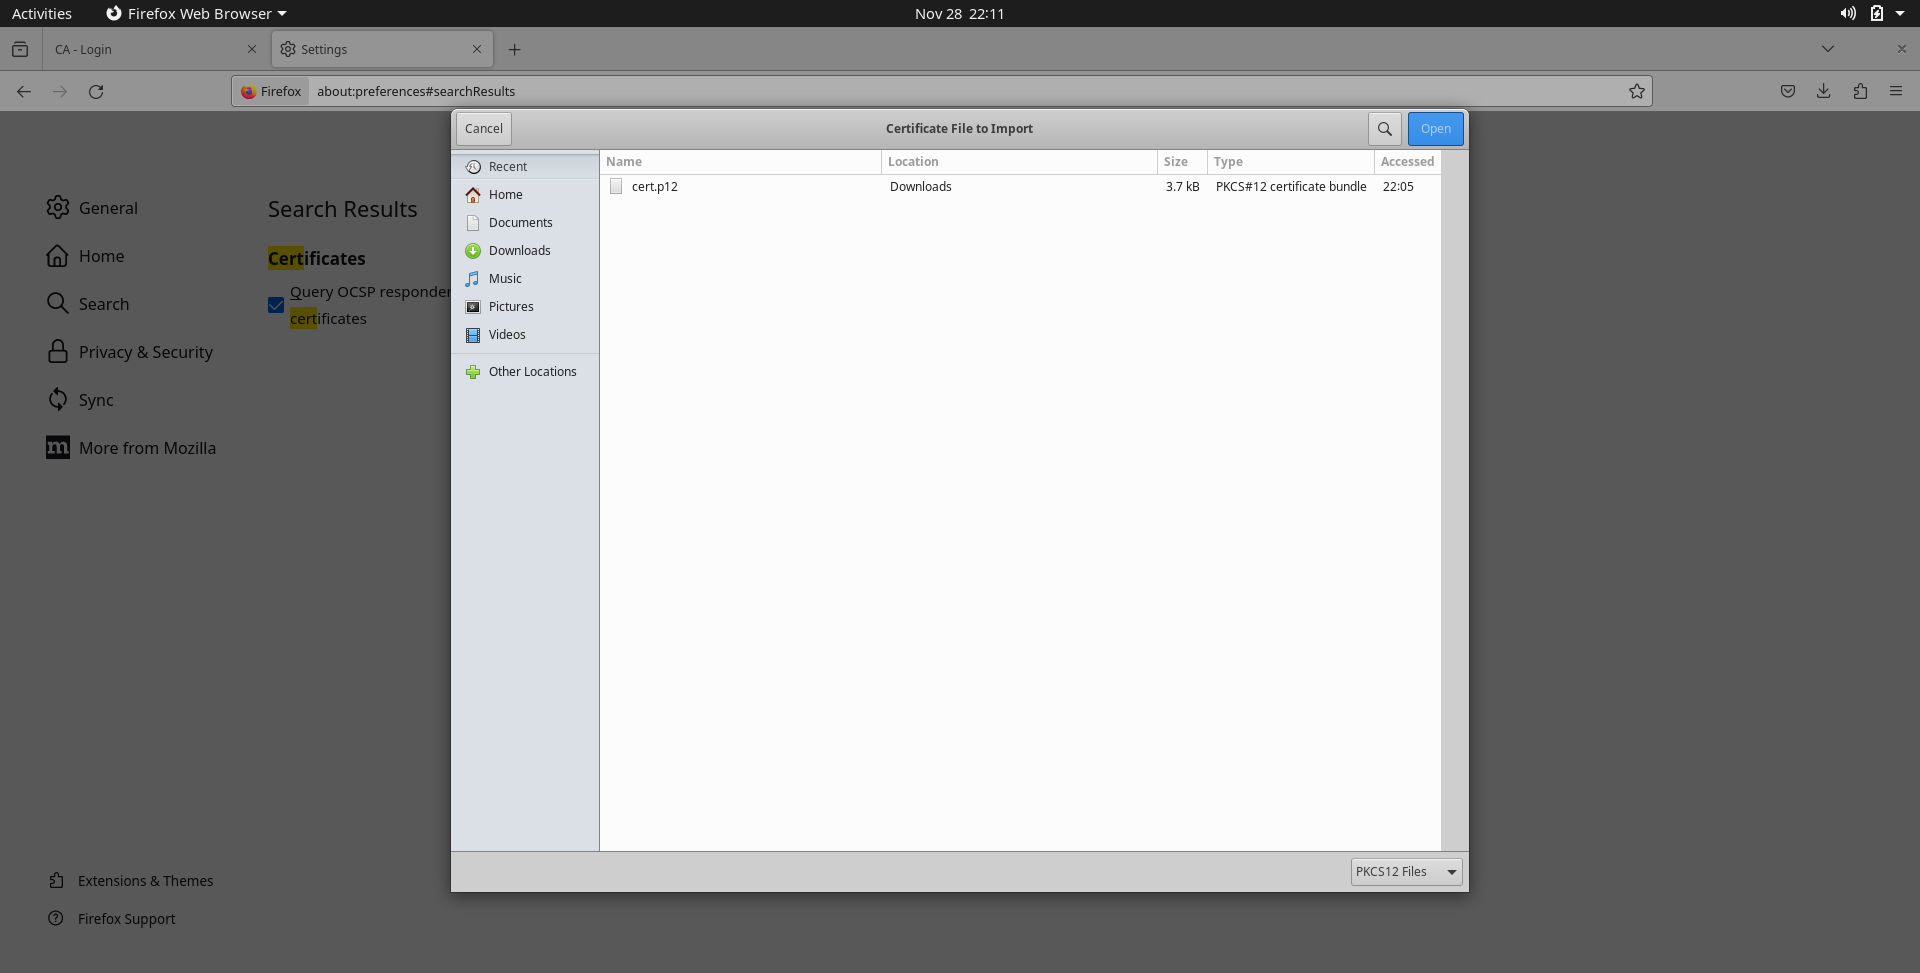 Activities
Firefox Web Browser
Nov 28 22:11
CA - Login
Settings
Firefox
about:preferences#searchResults
Cancel
Certificate File to Import
Open
Recent
Home
Documents
Downloads
Music
Pictures
Videos
Other Locations
Name Location Size Type Accessed
cert.p12 Downloads 3.7 kB PKCS#12 certificate bundle 22:05
PKCS12 Files
General
Home
Search
Privacy & Security
Sync
More from Mozilla
Search Results
Certificates
Query OCSP responder
certificates
Extensions & Themes
Firefox Support